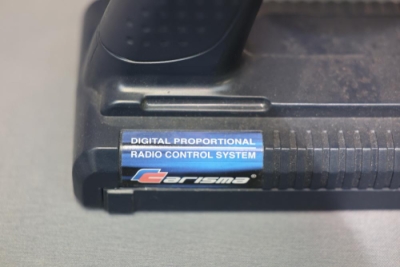 DIGITAL PROPORTIONAL
RADIO CONTROL SYSTEM
Carisma®